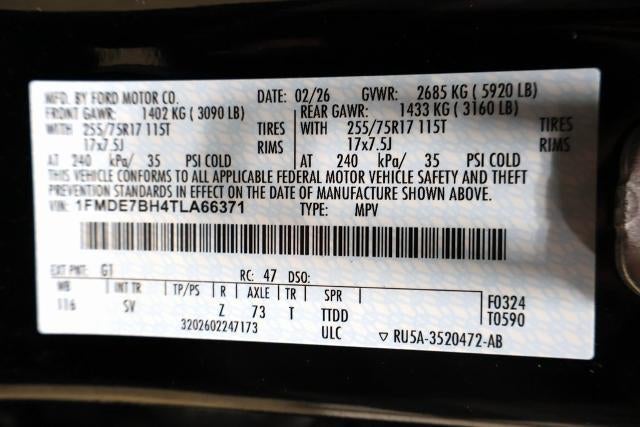 MFD. BY FORD MOTOR CO. DATE: 02/26 GVWR: 2685 KG ( 5920 LB)
FRONT GAWR: 1402 KG ( 3090 LB) REAR GAWR: 1433 KG ( 3160 LB)
WITH 255/75R17 115T TIRES WITH 255/75R17 115T TIRES
17x7.5J RIMS 17x7.5J RIMS
AT 240 kPa/ 35 PSI COLD AT 240 kPa/ 35 PSI COLD
THIS VEHICLE CONFORMS TO ALL APPLICABLE FEDERAL MOTOR VEHICLE SAFETY AND THEFT
PREVENTION STANDARDS IN EFFECT ON THE DATE OF MANUFACTURE SHOWN ABOVE.
VIN: 1FMDE7BH4TLA66371 TYPE: MPV
EXT PNT: G1 RC: 47 DSO:
WB INT TR TP/PS R AXLE TR SPR F0324
116 SV Z 73 T TTDD T0590
3202602247173 ULC ▽ RU5A-3520472-AB